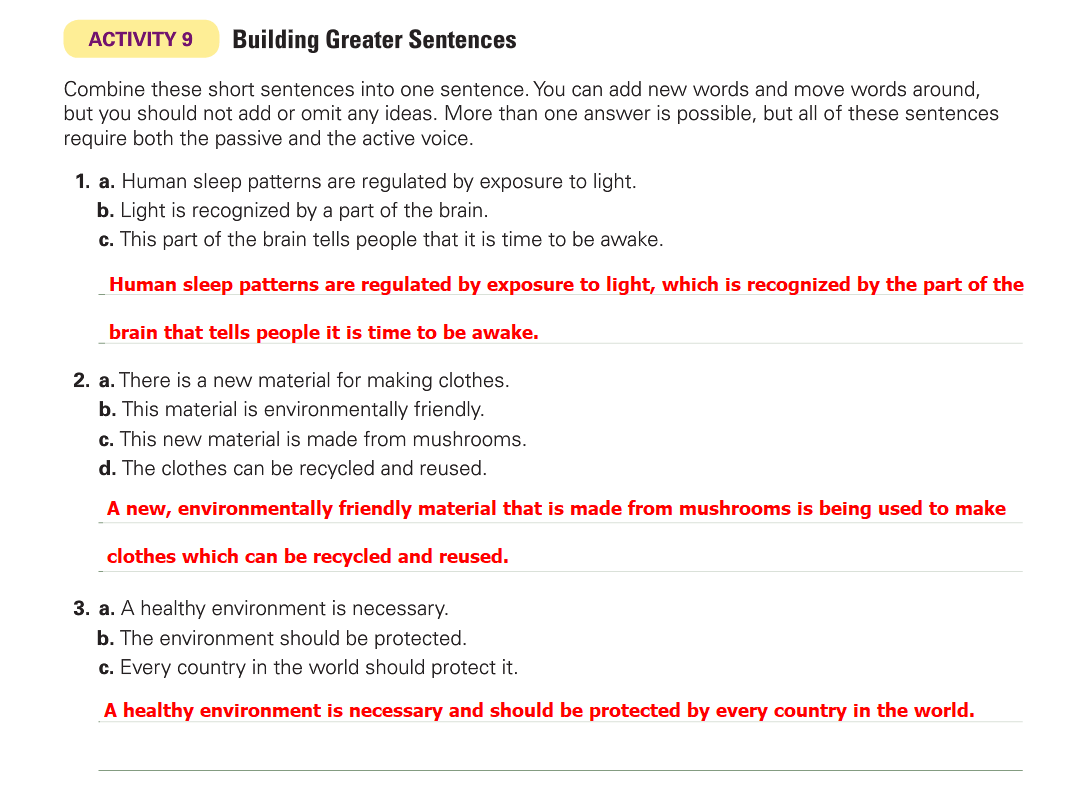 ACTIVITY 9 Building Greater Sentences
Combine these short sentences into one sentence. You can add new words and move words around,
but you should not add or omit any ideas. More than one answer is possible, but all of these sentences
require both the passive and the active voice.
1. a. Human sleep patterns are regulated by exposure to light.
b. Light is recognized by a part of the brain.
c. This part of the brain tells people that it is time to be awake.
Human sleep patterns are regulated by exposure to light, which is recognized by the part of the
brain that tells people it is time to be awake.
2. a. There is a new material for making clothes.
b. This material is environmentally friendly.
c. This new material is made from mushrooms.
d. The clothes can be recycled and reused.
A new, environmentally friendly material that is made from mushrooms is being used to make
clothes which can be recycled and reused.
3. a. A healthy environment is necessary.
b. The environment should be protected.
c. Every country in the world should protect it.
A healthy environment is necessary and should be protected by every country in the world.